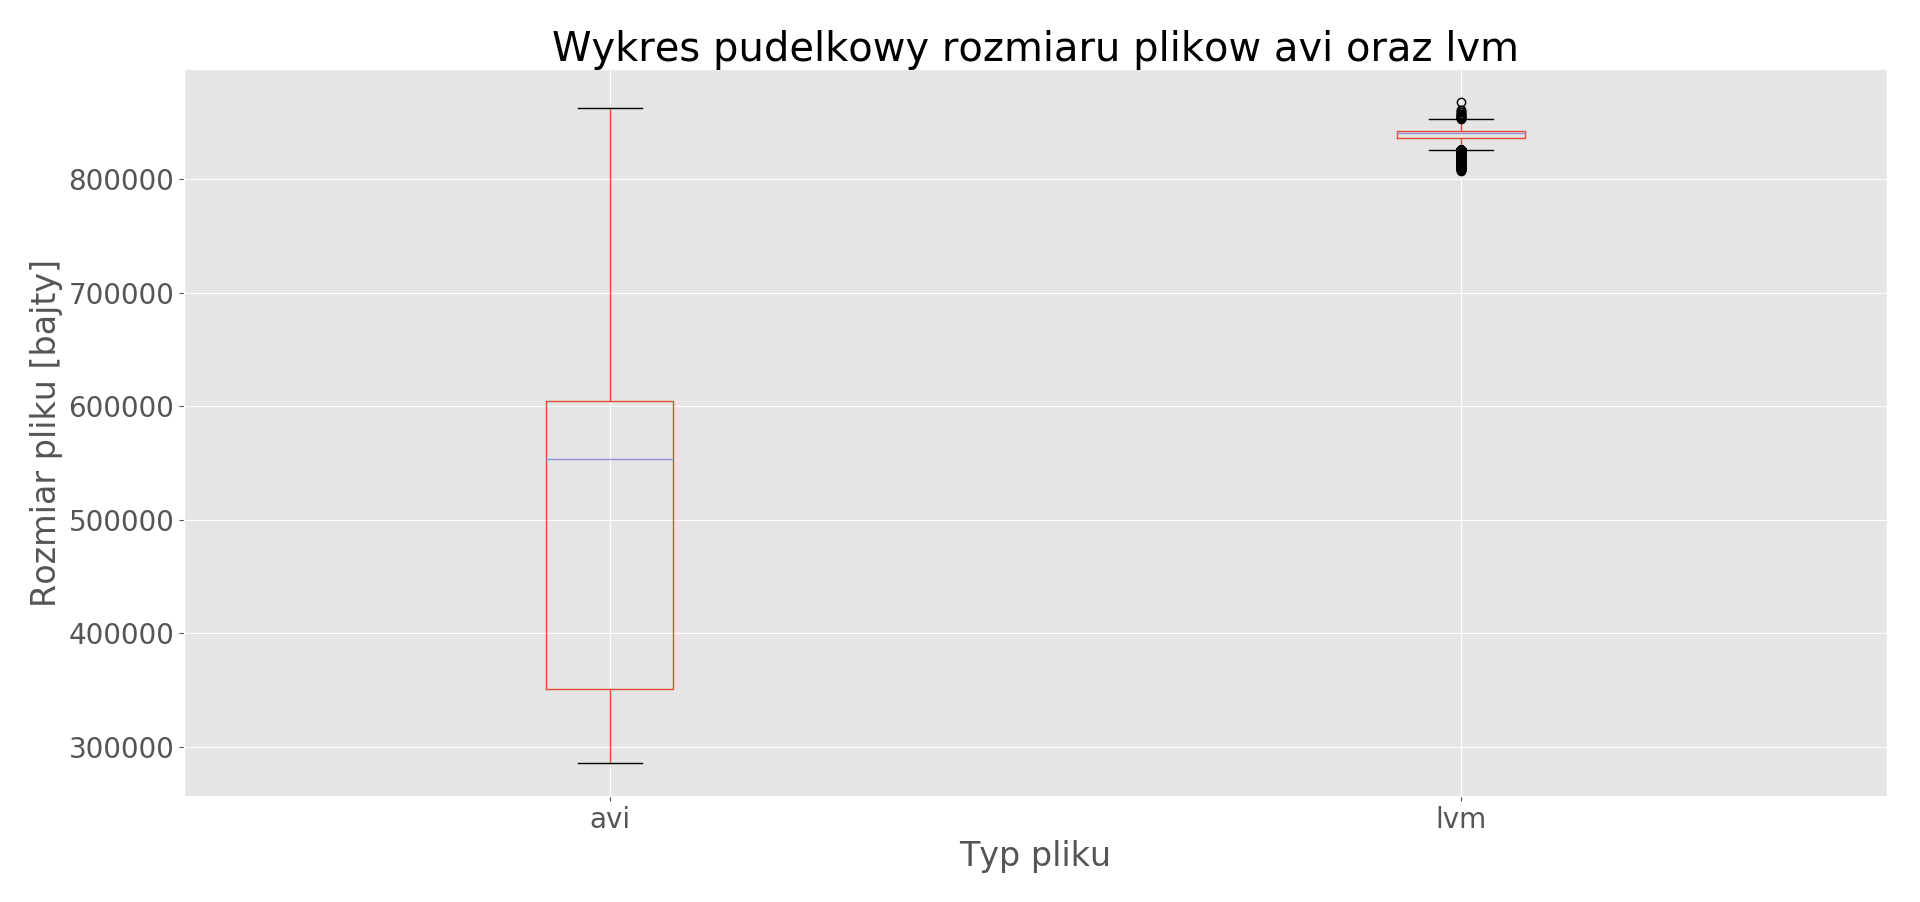 Wykres pudelkowy rozmiaru plikow avi oraz lvm
Rozmiar pliku [bajty]
800000
700000
600000
500000
400000
300000
avi
lvm
Typ pliku